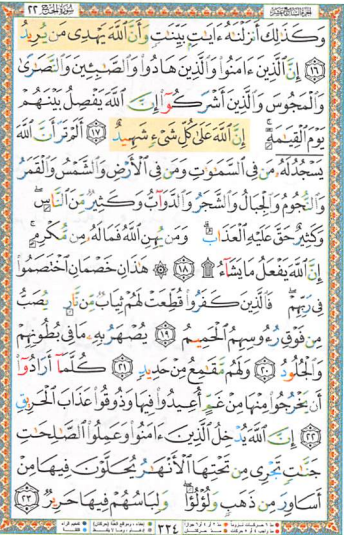 سورة الحج ٢٢
وَكَذَٰلِكَ أَنزَلْنَٰهُ ءَايَٰتٍۭ بَيِّنَٰتٍ وَأَنَّ ٱللَّهَ يَهْدِى مَن يُرِيدُ
١٦ إِنَّ ٱلَّذِينَ ءَامَنُوا۟ وَٱلَّذِينَ هَادُوا۟ وَٱلصَّٰبِـِٔينَ وَٱلنَّصَٰرَىٰ
وَٱلْمَجُوسَ وَٱلَّذِينَ أَشْرَكُوٓا۟ إِنَّ ٱللَّهَ يَفْصِلُ بَيْنَهُمْ
يَوْمَ ٱلْقِيَٰمَةِ ۚ إِنَّ ٱللَّهَ عَلَىٰ كُلِّ شَىْءٍ شَهِيدٌ ١٧ أَلَمْ تَرَ أَنَّ ٱللَّهَ
يَسْجُدُ لَهُۥ مَن فِى ٱلسَّمَٰوَٰتِ وَمَن فِى ٱلْأَرْضِ وَٱلشَّمْسُ وَٱلْقَمَرُ
وَٱلنُّجُومُ وَٱلْجِبَالُ وَٱلشَّجَرُ وَٱلدَّوَآبُّ وَكَثِيرٌ مِّنَ ٱلنَّاسِ ۖ
وَكَثِيرٌ حَقَّ عَلَيْهِ ٱلْعَذَابُ ۗ وَمَن يُهِنِ ٱللَّهُ فَمَا لَهُۥ مِن مُّكْرِمٍ ۚ
إِنَّ ٱللَّهَ يَفْعَلُ مَا يَشَآءُ ۩ ١٨ ۞ هَٰذَانِ خَصْمَانِ ٱخْتَصَمُوا۟
فِى رَبِّهِمْ ۖ فَٱلَّذِينَ كَفَرُوا۟ قُطِّعَتْ لَهُمْ ثِيَابٌ مِّن نَّارٍ يُصَبُّ
مِن فَوْقِ رُءُوسِهِمُ ٱلْحَمِيمُ ١٩ يُصْهَرُ بِهِۦ مَا فِى بُطُونِهِمْ
وَٱلْجُلُودُ ٢٠ وَلَهُم مَّقَٰمِعُ مِنْ حَدِيدٍ ٢١ كُلَّمَآ أَرَادُوٓا۟
أَن يَخْرُجُوا۟ مِنْهَا مِنْ غَمٍّ أُعِيدُوا۟ فِيهَا وَذُوقُوا۟ عَذَابَ ٱلْحَرِيقِ
٢٢ إِنَّ ٱللَّهَ يُدْخِلُ ٱلَّذِينَ ءَامَنُوا۟ وَعَمِلُوا۟ ٱلصَّٰلِحَٰتِ
جَنَّٰتٍ تَجْرِى مِن تَحْتِهَا ٱلْأَنْهَٰرُ يُحَلَّوْنَ فِيهَا مِنْ
أَسَاوِرَ مِن ذَهَبٍ وَلُؤْلُؤًا ۖ وَلِبَاسُهُمْ فِيهَا حَرِيرٌ ٢٣
٣٣٤